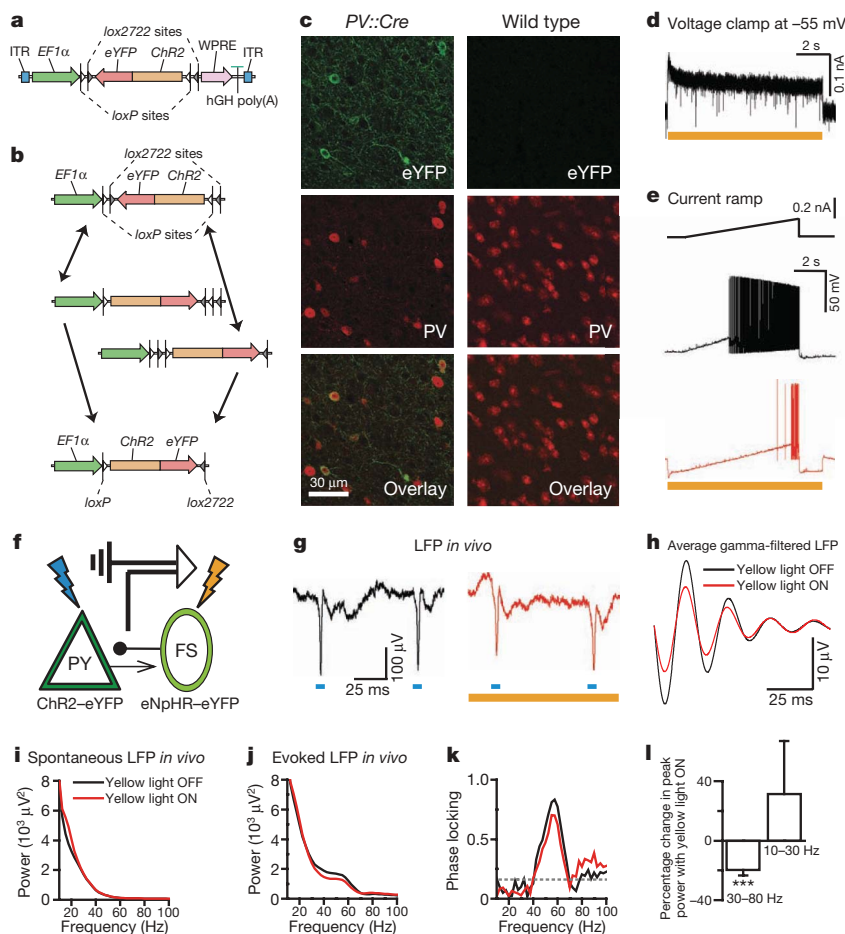 a
lox2722 sites
ITR EF1α eYFP ChR2 WPRE ITR
loxP sites
hGH poly(A)
b
lox2722 sites
EF1α eYFP ChR2
loxP sites
EF1α ChR2 eYFP
loxP lox2722
c PV::Cre Wild type
eYFP eYFP
PV PV
30 μm Overlay Overlay
d Voltage clamp at –55 mV
2 s
0.1 nA
e Current ramp
0.2 nA
2 s
50 mV
f
PY FS
ChR2–eYFP eNpHR–eYFP
g LFP in vivo
100 μV
25 ms
h Average gamma-filtered LFP
Yellow light OFF
Yellow light ON
10 μV
25 ms
i Spontaneous LFP in vivo
Yellow light OFF
Yellow light ON
Power (10³ μV²)
8
6
4
2
0
20 40 60 80 100
Frequency (Hz)
j Evoked LFP in vivo
Power (10³ μV²)
8
6
4
2
0
20 40 60 80 100
Frequency (Hz)
k
Phase locking
1.0
0.5
0
20 40 60 80 100
Frequency (Hz)
l
Percentage change in peak
power with yellow light ON
40
0
–40
10–30 Hz
***
30–80 Hz